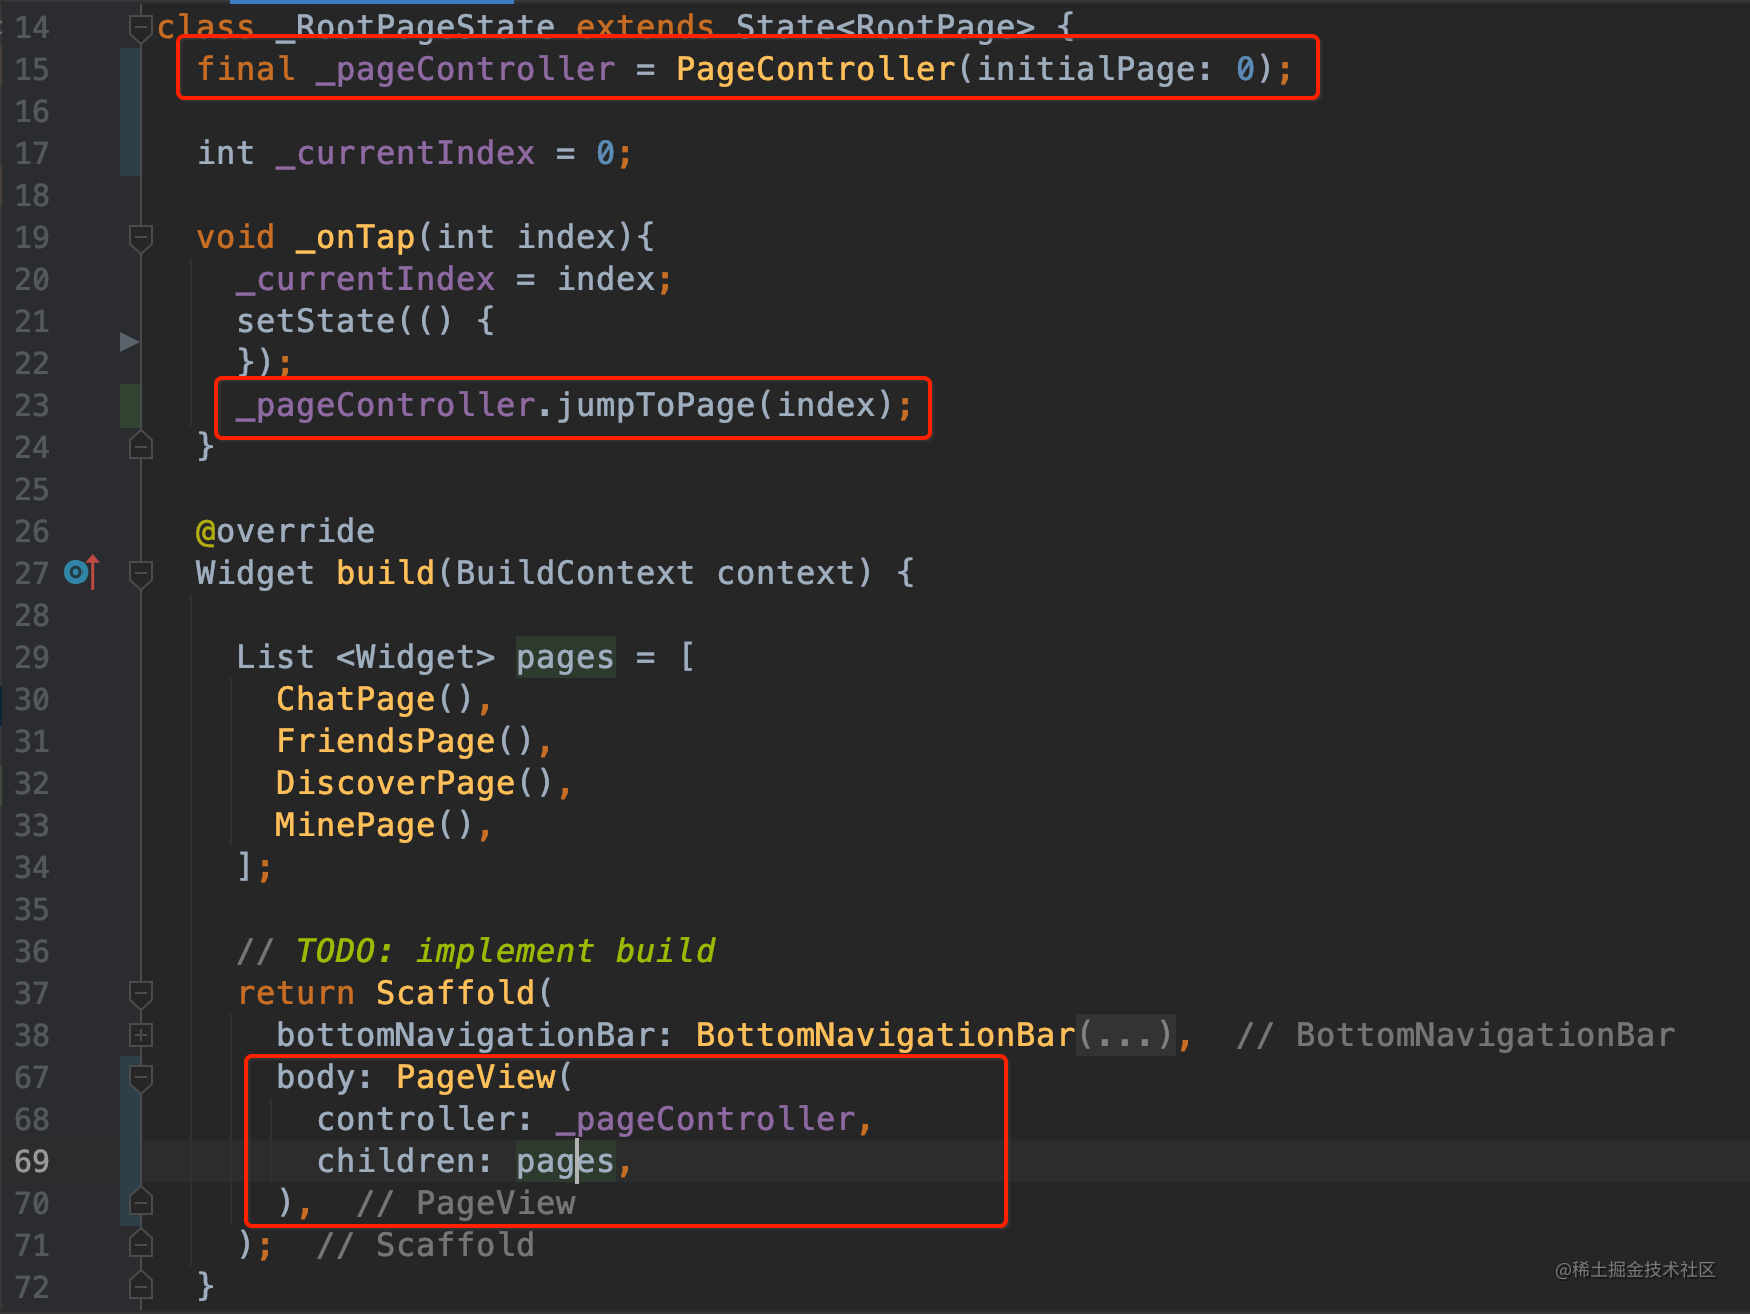 14 class _RootPageState extends State<RootPage> {
15 final _pageController = PageController(initialPage: 0);
16
17 int _currentIndex = 0;
18
19 void _onTap(int index){
20 _currentIndex = index;
21 setState(() {
22 });
23 _pageController.jumpToPage(index);
24 }
25
26 @override
27 Widget build(BuildContext context) {
28
29 List <Widget> pages = [
30 ChatPage(),
31 FriendsPage(),
32 DiscoverPage(),
33 MinePage(),
34 ];
35
36 // TODO: implement build
37 return Scaffold(
38 bottomNavigationBar: BottomNavigationBar(...), // BottomNavigationBar
67 body: PageView(
68 controller: _pageController,
69 children: pages,
70 ), // PageView
71 ); // Scaffold
72 }
@稀土掘金技术社区